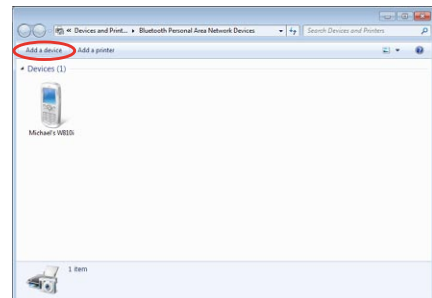 « Devices and Print... ▸ Bluetooth Personal Area Network Devices Search Devices and Printers
Add a device Add a printer
Devices (1)
Michael's W810i
1 item